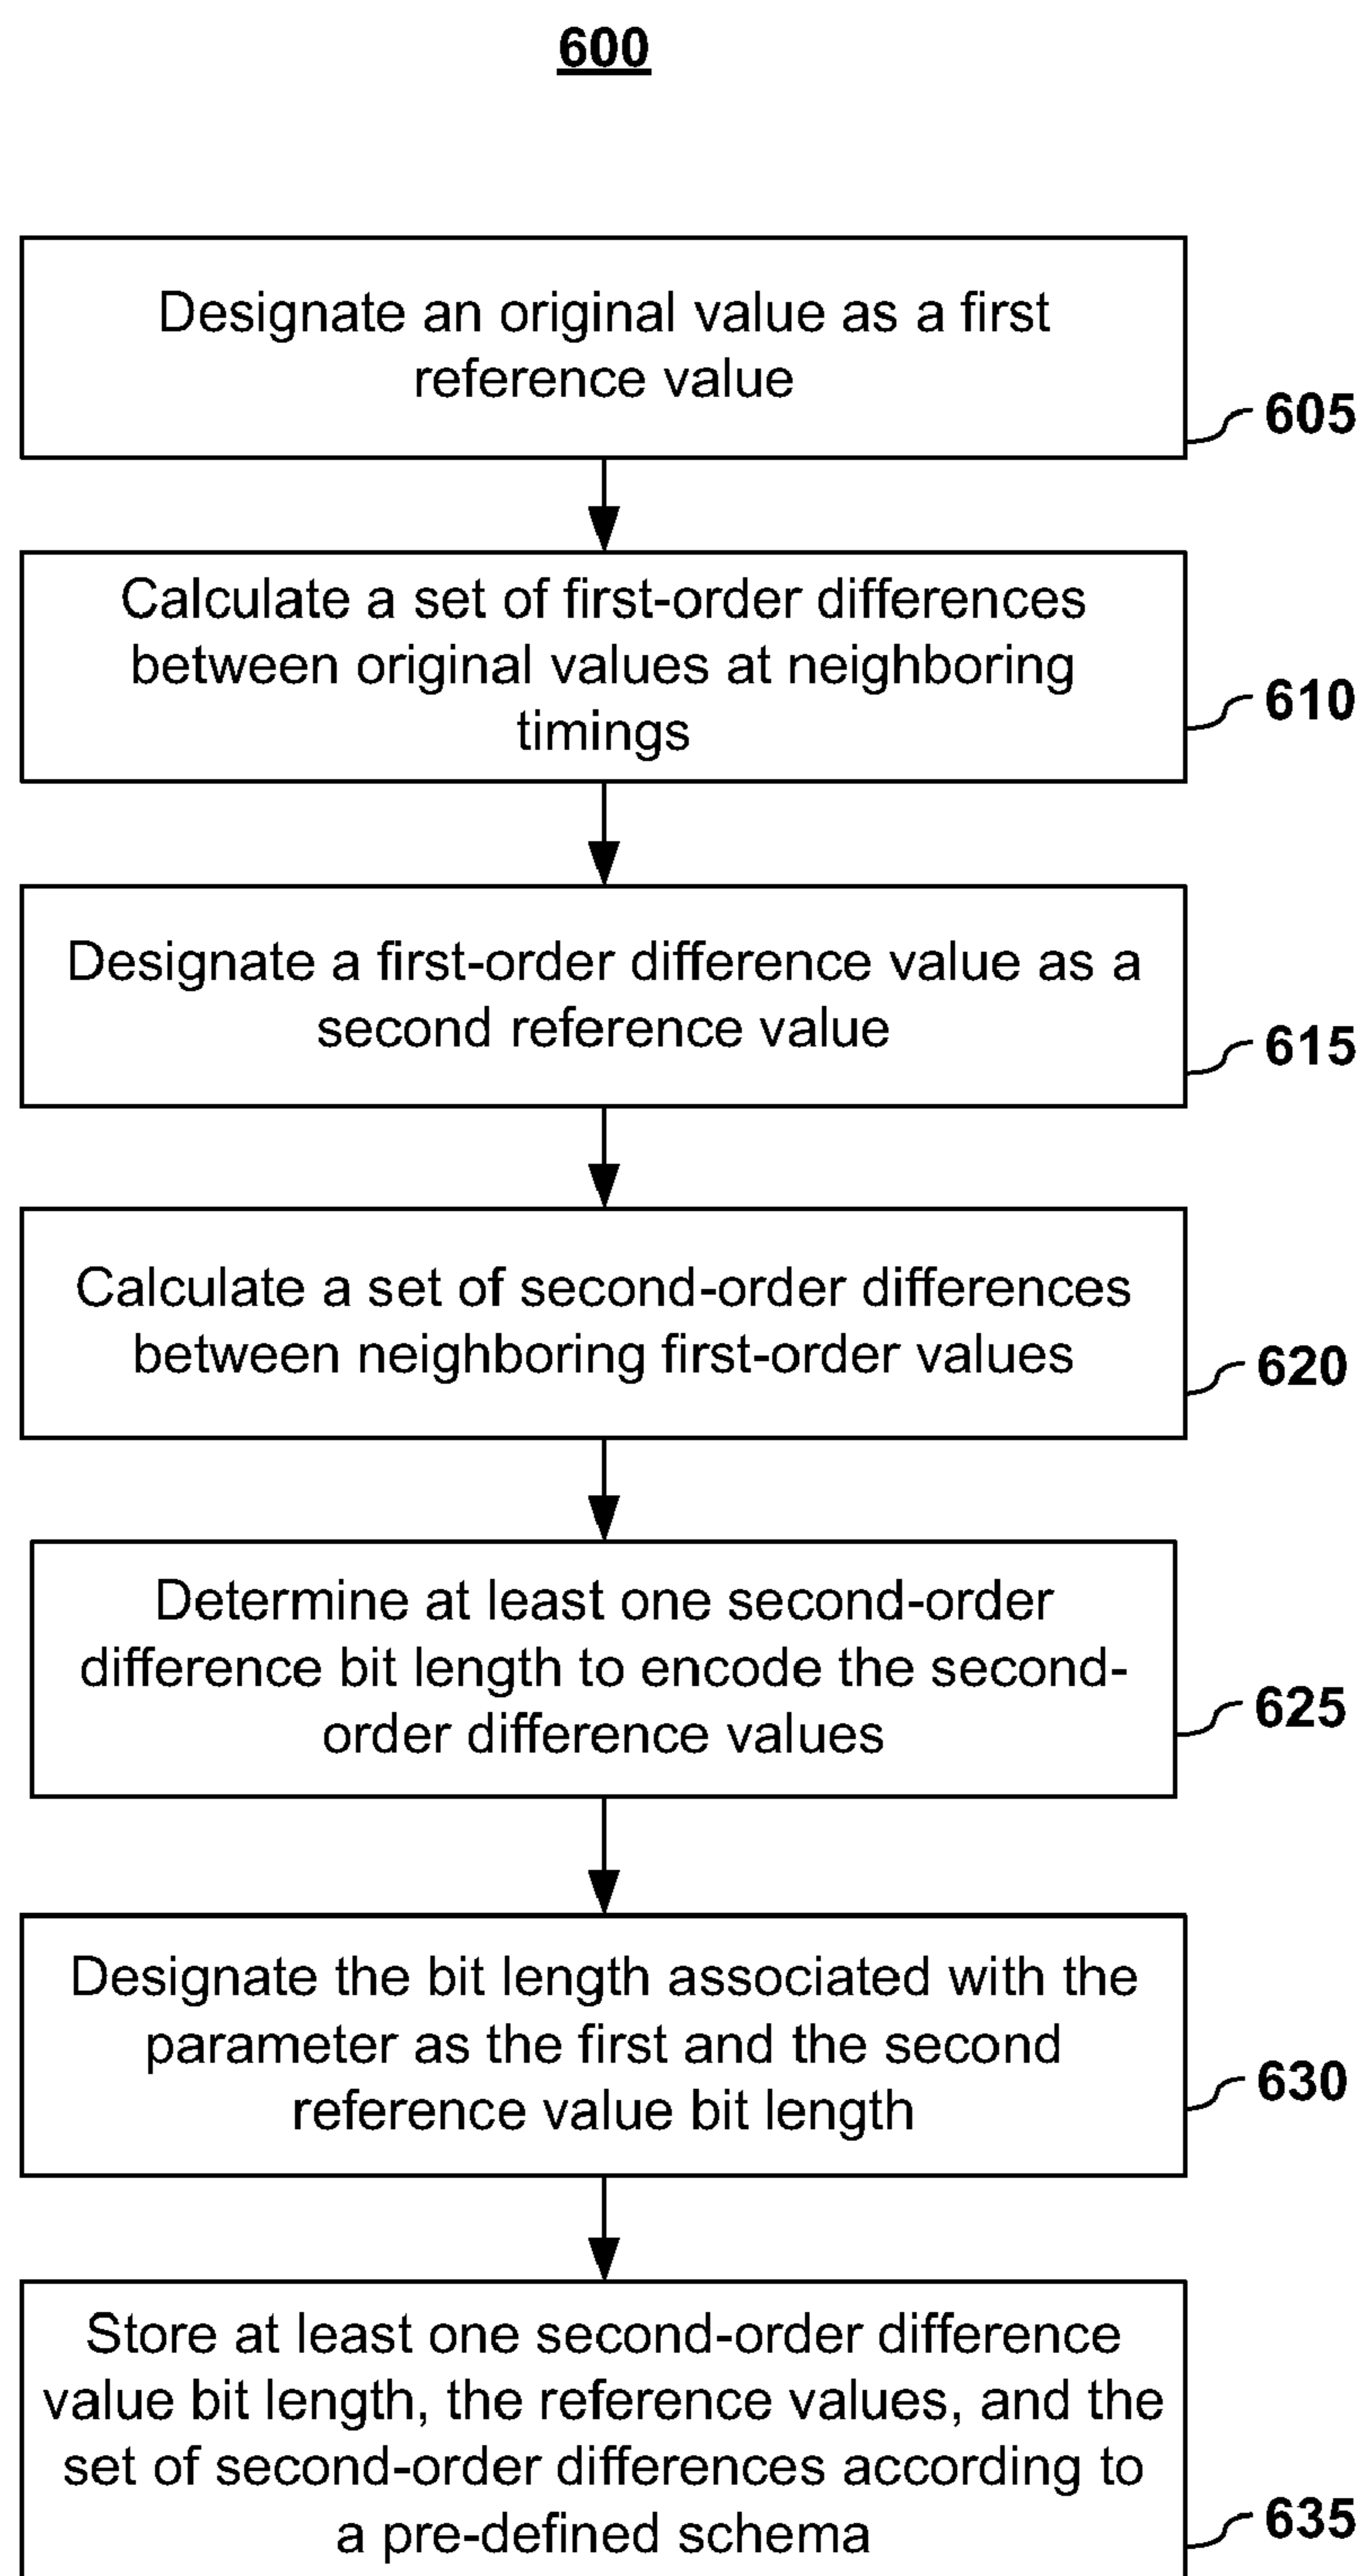 600
Designate an original value as a first
reference value
605
Calculate a set of first-order differences
between original values at neighboring
timings
610
Designate a first-order difference value as a
second reference value
615
Calculate a set of second-order differences
between neighboring first-order values
620
Determine at least one second-order
difference bit length to encode the second-
order difference values
625
Designate the bit length associated with the
parameter as the first and the second
reference value bit length
630
Store at least one second-order difference
value bit length, the reference values, and the
set of second-order differences according to
a pre-defined schema
635